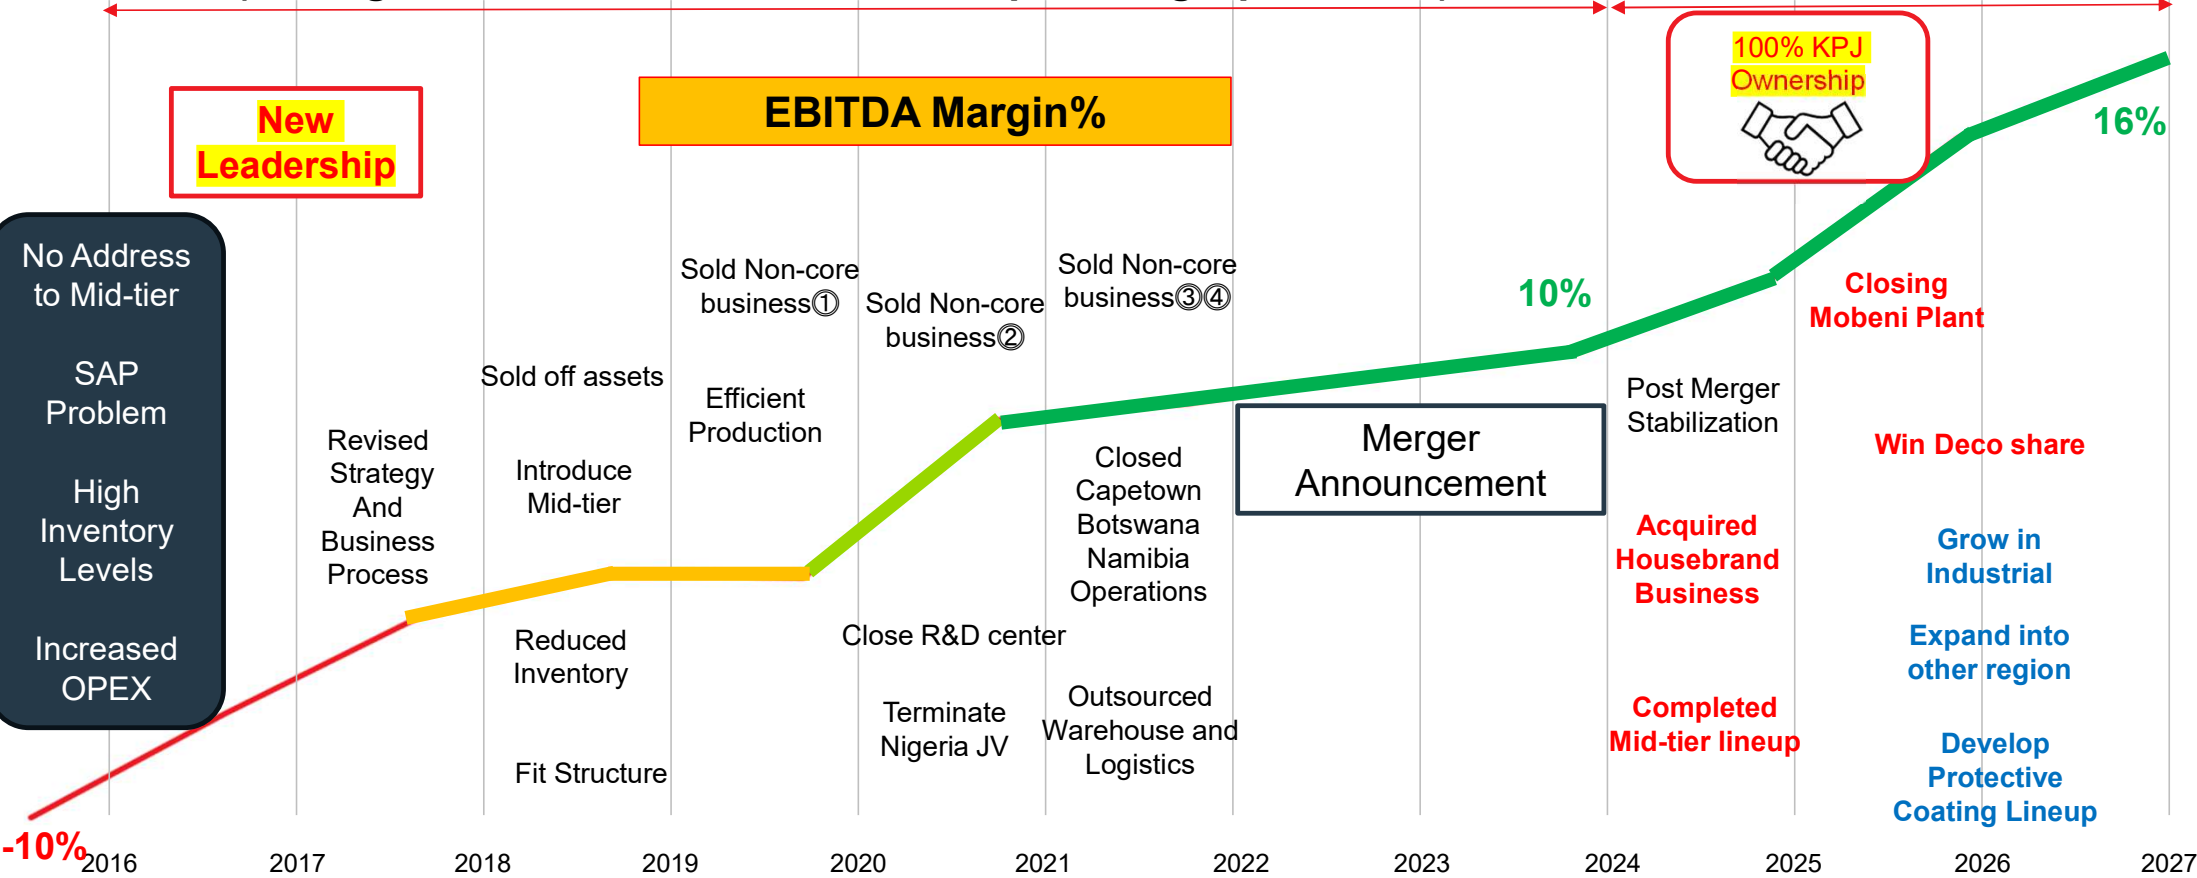 100% KPJ
Ownership
New
Leadership
EBITDA Margin%
16%
No Address
to Mid-tier
SAP
Problem
High
Inventory
Levels
Increased
OPEX
Revised
Strategy
And
Business
Process
Sold off assets
Introduce
Mid-tier
Reduced
Inventory
Fit Structure
Sold Non-core
business①
Efficient
Production
Sold Non-core
business②
Close R&D center
Terminate
Nigeria JV
Sold Non-core
business③④
Closed
Capetown
Botswana
Namibia
Operations
Outsourced
Warehouse and
Logistics
Merger
Announcement
10%
Post Merger
Stabilization
Acquired
Housebrand
Business
Completed
Mid-tier lineup
Closing
Mobeni Plant
Win Deco share
Grow in
Industrial
Expand into
other region
Develop
Protective
Coating Lineup
-10%
2016 2017 2018 2019 2020 2021 2022 2023 2024 2025 2026 2027